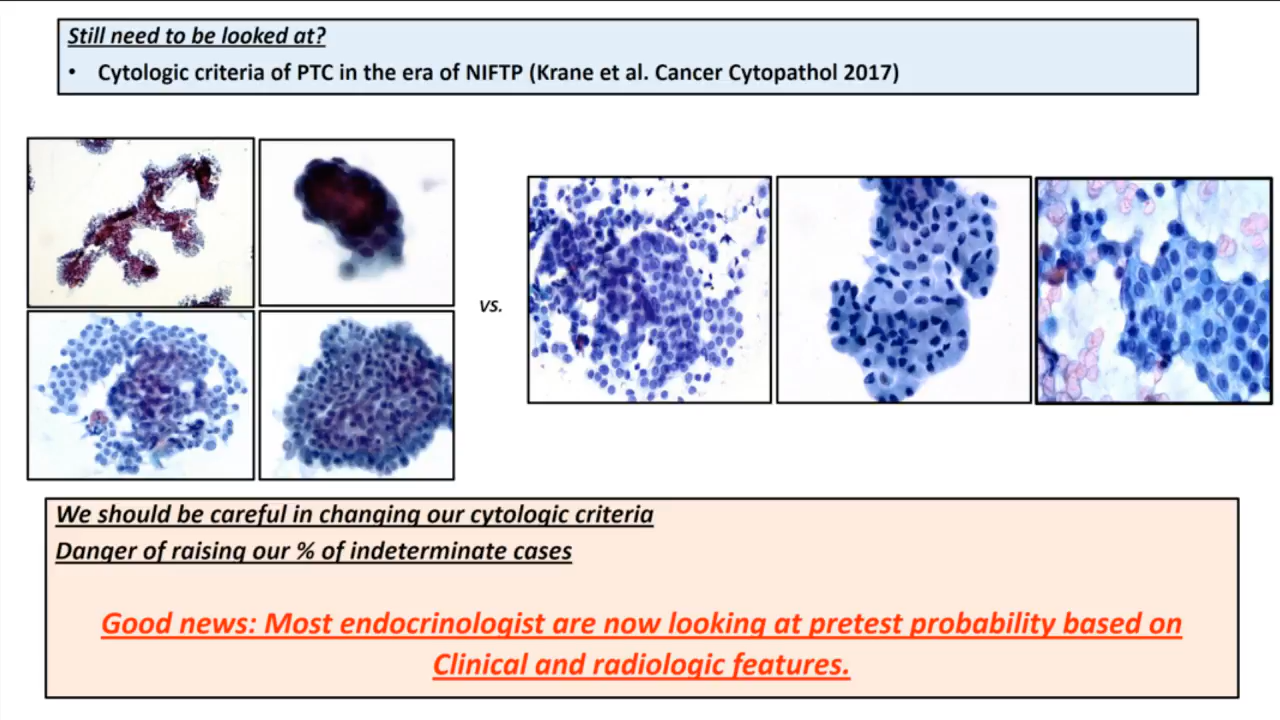 Still need to be looked at?
• Cytologic criteria of PTC in the era of NIFTP (Krane et al. Cancer Cytopathol 2017)
vs.
We should be careful in changing our cytologic criteria
Danger of raising our % of indeterminate cases
Good news: Most endocrinologist are now looking at pretest probability based on
Clinical and radiologic features.